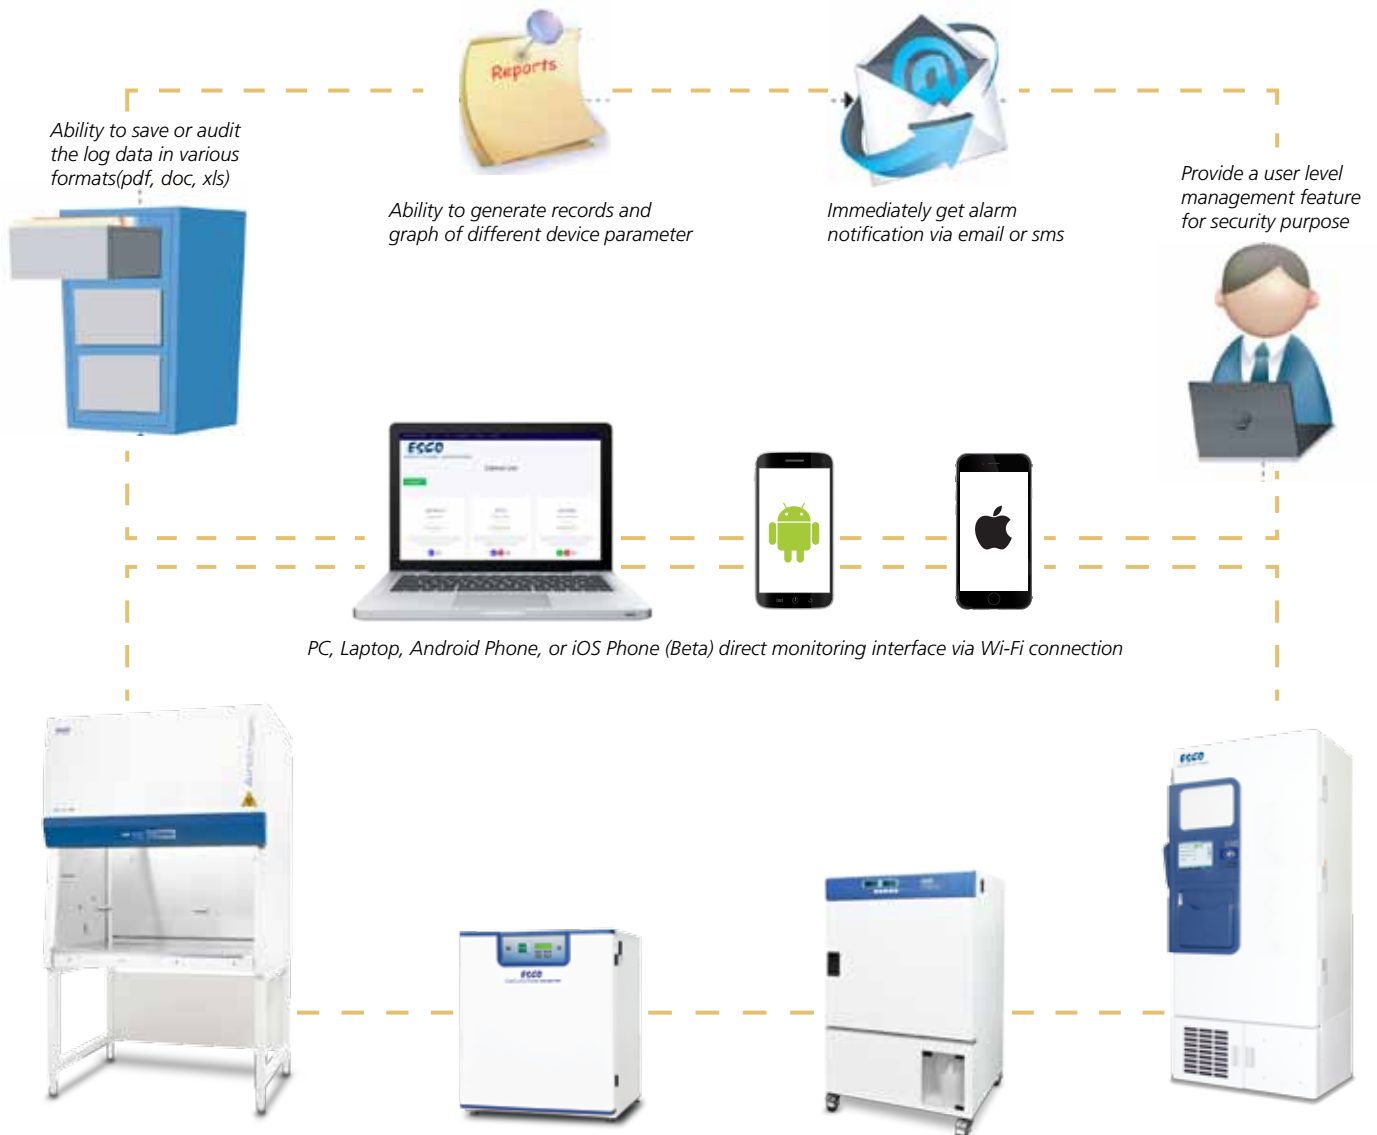 Reports
Ability to save or audit
the log data in various
formats(pdf, doc, xls)
Ability to generate records and
graph of different device parameter
Immediately get alarm
notification via email or sms
Provide a user level
management feature
for security purpose
ESCO
PC, Laptop, Android Phone, or iOS Phone (Beta) direct monitoring interface via Wi-Fi connection
esco
ESCO
esco